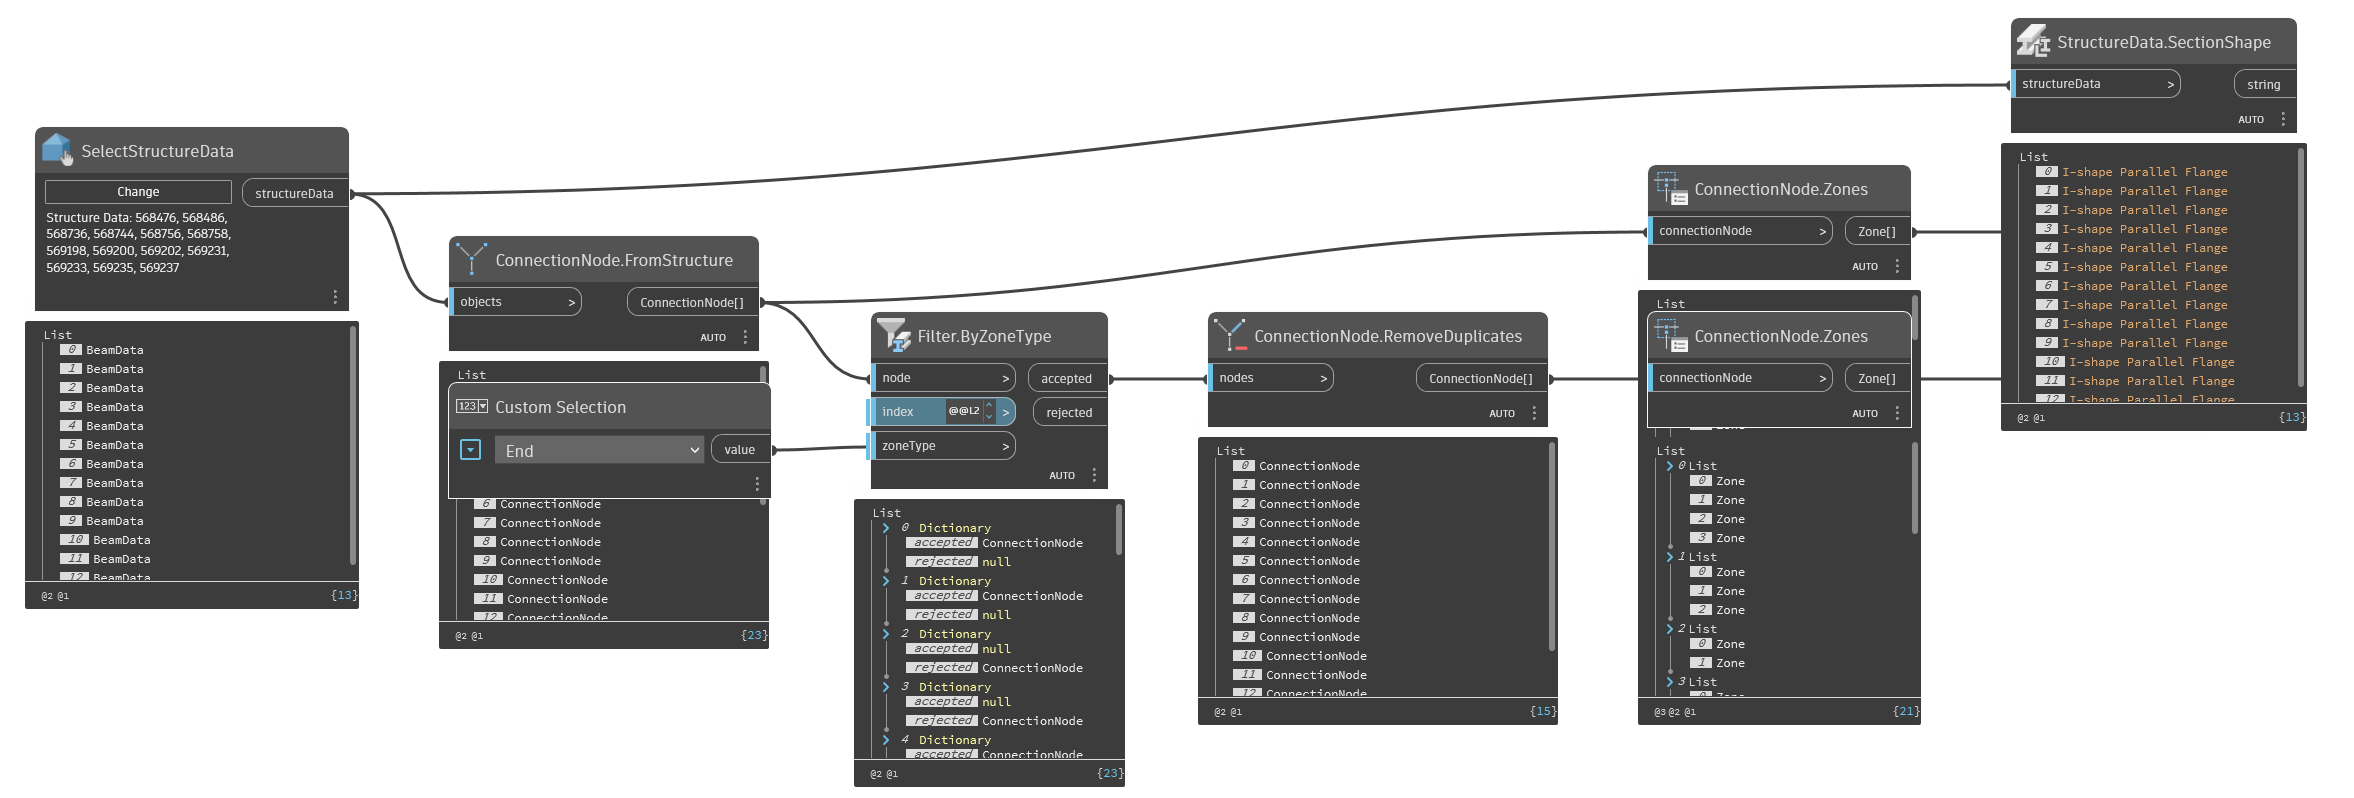 SelectStructureData
Change
structureData
Structure Data: 568476, 568486,
568736, 568744, 568756, 568758,
569198, 569200, 569202, 569231,
569233, 569235, 569237
List
0 BeamData
1 BeamData
2 BeamData
3 BeamData
4 BeamData
5 BeamData
6 BeamData
7 BeamData
8 BeamData
9 BeamData
10 BeamData
11 BeamData
12 BeamData
@2 @1 {13}
ConnectionNode.FromStructure
objects > ConnectionNode[]
AUTO
List
123
Custom Selection
End
value
6 ConnectionNode
7 ConnectionNode
8 ConnectionNode
9 ConnectionNode
10 ConnectionNode
11 ConnectionNode
12 ConnectionNode
@2 @1 {23}
Filter.ByZoneType
node > accepted
index @@L2 > rejected
zoneType >
AUTO
List
0 Dictionary
accepted ConnectionNode
rejected null
1 Dictionary
accepted ConnectionNode
rejected null
2 Dictionary
accepted null
rejected ConnectionNode
3 Dictionary
accepted null
rejected ConnectionNode
4 Dictionary
accepted ConnectionNode
@2 @1 {23}
ConnectionNode.RemoveDuplicates
nodes > ConnectionNode[]
AUTO
List
0 ConnectionNode
1 ConnectionNode
2 ConnectionNode
3 ConnectionNode
4 ConnectionNode
5 ConnectionNode
6 ConnectionNode
7 ConnectionNode
8 ConnectionNode
9 ConnectionNode
10 ConnectionNode
11 ConnectionNode
12 ConnectionNode
@2 @1 {15}
ConnectionNode.Zones
connectionNode > Zone[]
AUTO
List
ConnectionNode.Zones
connectionNode > Zone[]
AUTO
List
0 List
0 Zone
1 Zone
2 Zone
3 Zone
1 List
0 Zone
1 Zone
2 Zone
2 List
0 Zone
1 Zone
3 List
0 Zone
@3 @2 @1 {21}
StructureData.SectionShape
structureData > string
AUTO
List
0 I-shape Parallel Flange
1 I-shape Parallel Flange
2 I-shape Parallel Flange
3 I-shape Parallel Flange
4 I-shape Parallel Flange
5 I-shape Parallel Flange
6 I-shape Parallel Flange
7 I-shape Parallel Flange
8 I-shape Parallel Flange
9 I-shape Parallel Flange
10 I-shape Parallel Flange
11 I-shape Parallel Flange
12 I-shape Parallel Flange
@2 @1 {13}